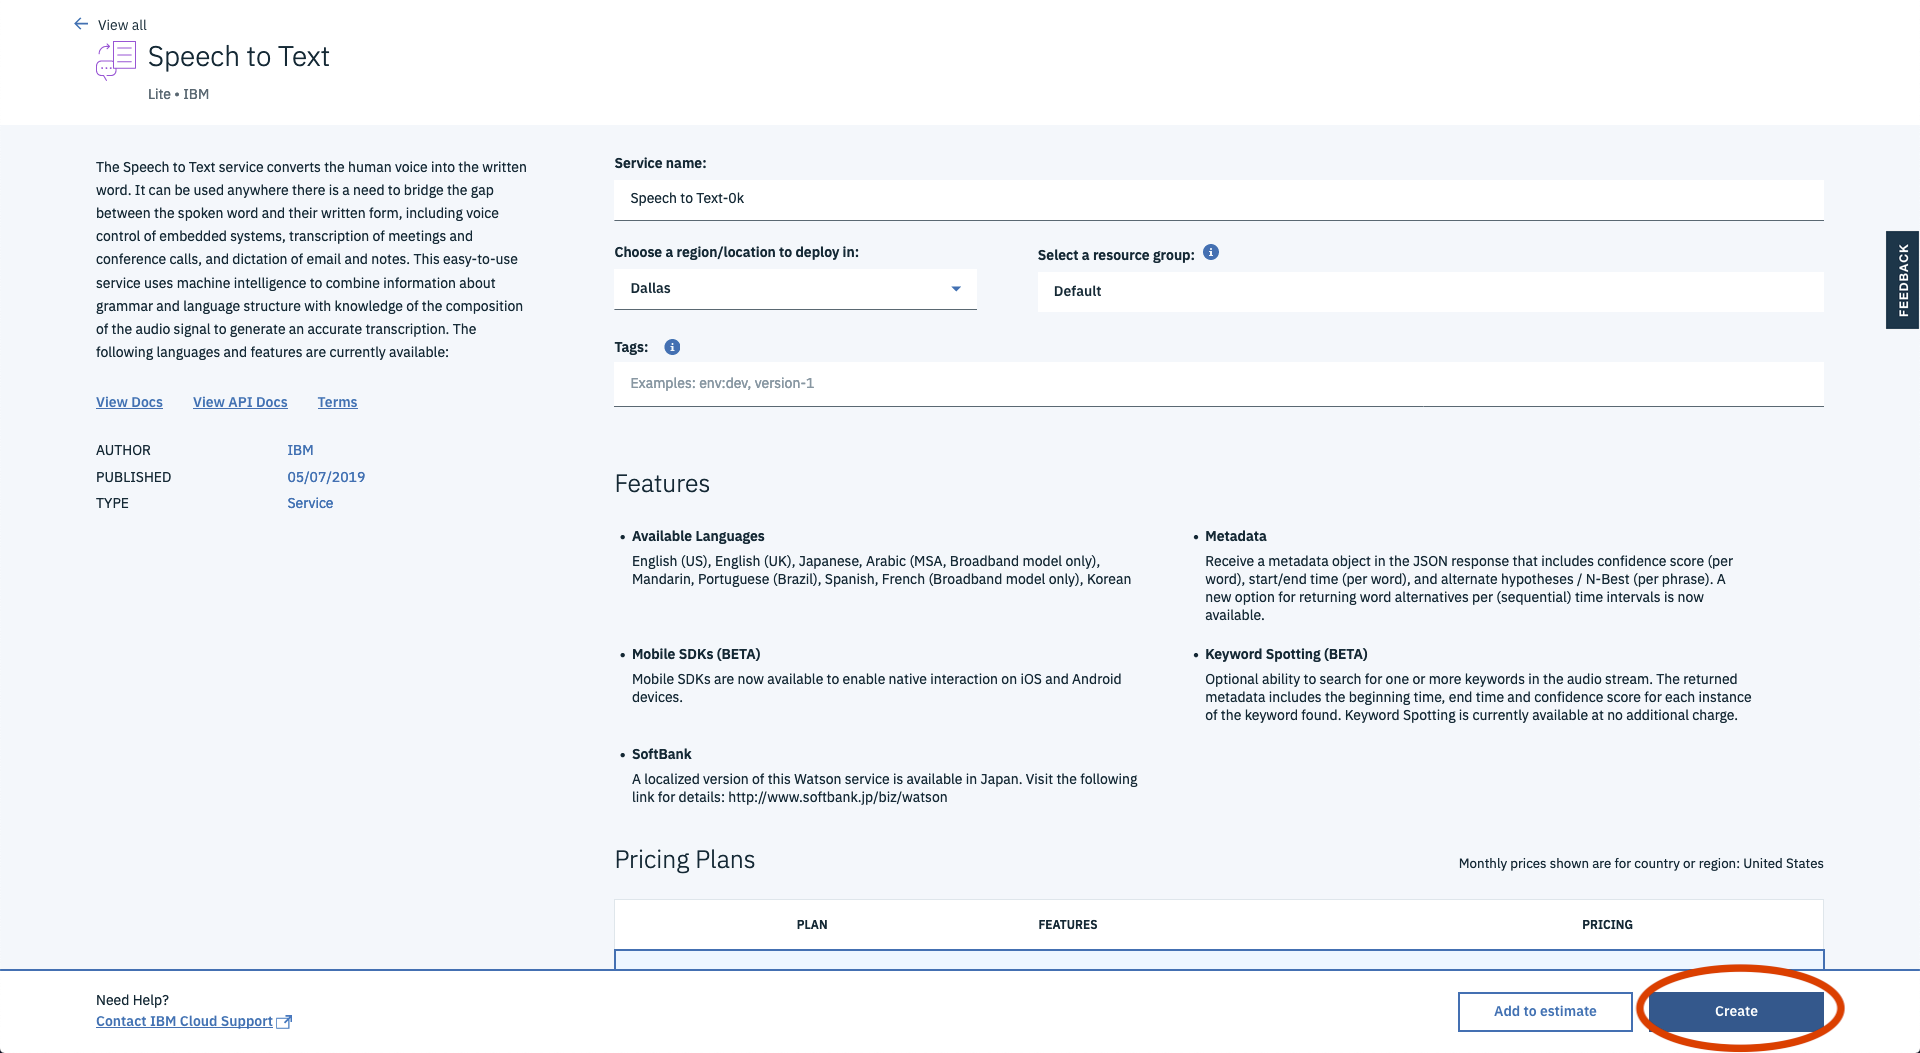 View all
Speech to Text
Lite • IBM
The Speech to Text service converts the human voice into the written
word. It can be used anywhere there is a need to bridge the gap
between the spoken word and their written form, including voice
control of embedded systems, transcription of meetings and
conference calls, and dictation of email and notes. This easy-to-use
service uses machine intelligence to combine information about
grammar and language structure with knowledge of the composition
of the audio signal to generate an accurate transcription. The
following languages and features are currently available:
View Docs View API Docs Terms
AUTHOR IBM
PUBLISHED 05/07/2019
TYPE Service
Service name:
Speech to Text-0k
Choose a region/location to deploy in:
Dallas
Select a resource group:
Default
Tags:
Examples: env:dev, version-1
Features
• Available Languages
English (US), English (UK), Japanese, Arabic (MSA, Broadband model only),
Mandarin, Portuguese (Brazil), Spanish, French (Broadband model only), Korean
• Metadata
Receive a metadata object in the JSON response that includes confidence score (per
word), start/end time (per word), and alternate hypotheses / N-Best (per phrase). A
new option for returning word alternatives per (sequential) time intervals is now
available.
• Mobile SDKs (BETA)
Mobile SDKs are now available to enable native interaction on iOS and Android
devices.
• Keyword Spotting (BETA)
Optional ability to search for one or more keywords in the audio stream. The returned
metadata includes the beginning time, end time and confidence score for each instance
of the keyword found. Keyword Spotting is currently available at no additional charge.
• SoftBank
A localized version of this Watson service is available in Japan. Visit the following
link for details: http://www.softbank.jp/biz/watson
Pricing Plans
Monthly prices shown are for country or region: United States
PLAN FEATURES PRICING
FEEDBACK
Need Help?
Contact IBM Cloud Support
Add to estimate
Create